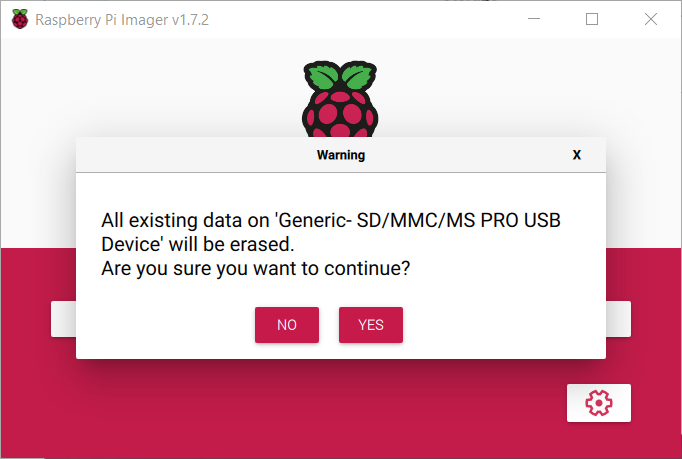 Raspberry Pi Imager v1.7.2
Warning
X
All existing data on 'Generic- SD/MMC/MS PRO USB
Device' will be erased.
Are you sure you want to continue?
NO
YES